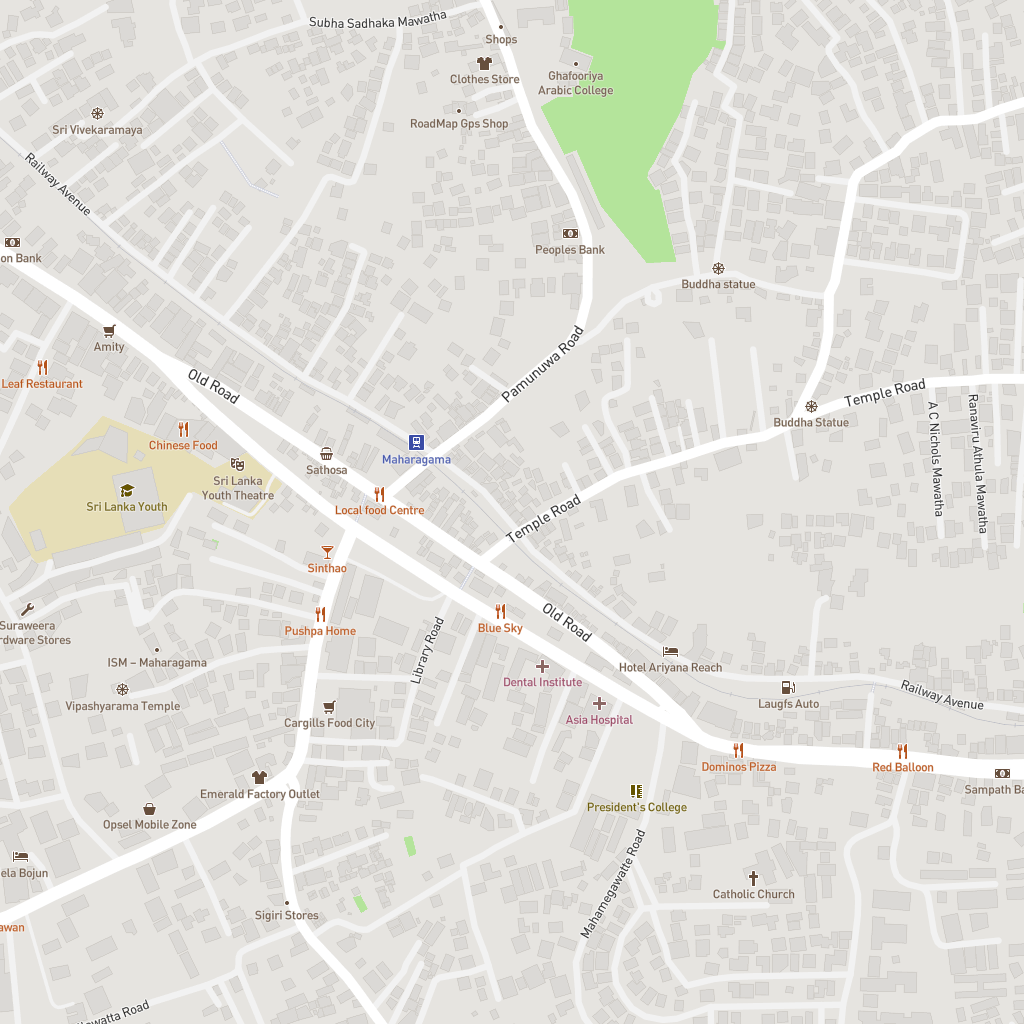 Subha Sadhaka Mawatha
Shops
Clothes Store
Ghafooriya
Arabic College
RoadMap Gps Shop
Sri Vivekaramaya
Railway Avenue
on Bank
Peoples Bank
Buddha statue
Amity
Leaf Restaurant
Old Road
Pamunuwa Road
Temple Road
Buddha Statue
A C Nichols Mawatha
Ranaviru Athula Mawatha
Chinese Food
Maharagama
Sathosa
Sri Lanka
Youth Theatre
Sri Lanka Youth
Local food Centre
Temple Road
Sinthao
Suraweera
rdware Stores
Pushpa Home
Blue Sky
Old Road
ISM – Maharagama
Library Road
Hotel Ariyana Reach
Dental Institute
Vipashyarama Temple
Asia Hospital
Laugfs Auto
Railway Avenue
Cargills Food City
Dominos Pizza
Red Balloon
Emerald Factory Outlet
Sampath Ba
President's College
Opsel Mobile Zone
ela Bojun
Mahamegawatte Road
Catholic Church
Sigiri Stores
awan
awatta Road